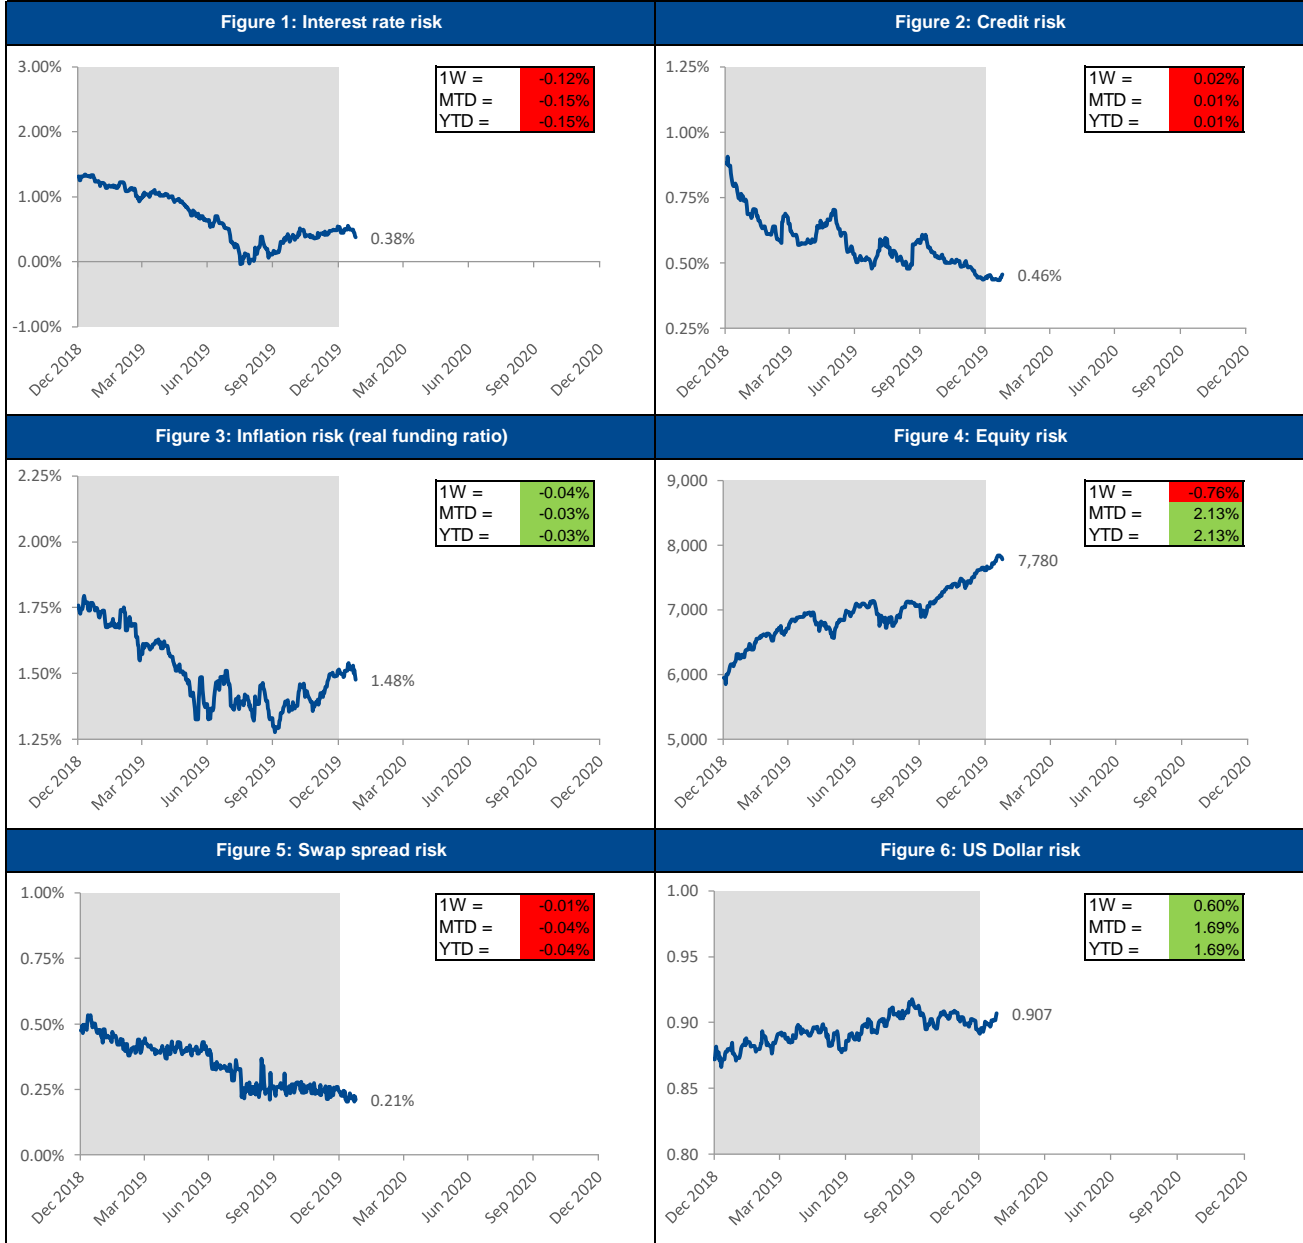 Figure 1: Interest rate risk
3.00%
2.00%
1.00%
0.00%
-1.00%
1W = -0.12%
MTD = -0.15%
YTD = -0.15%
0.38%
Dec 2018 Mar 2019 Jun 2019 Sep 2019 Dec 2019 Mar 2020 Jun 2020 Sep 2020 Dec 2020
Figure 2: Credit risk
1.25%
1.00%
0.75%
0.50%
0.25%
1W = 0.02%
MTD = 0.01%
YTD = 0.01%
0.46%
Dec 2018 Mar 2019 Jun 2019 Sep 2019 Dec 2019 Mar 2020 Jun 2020 Sep 2020 Dec 2020
Figure 3: Inflation risk (real funding ratio)
2.25%
2.00%
1.75%
1.50%
1.25%
1W = -0.04%
MTD = -0.03%
YTD = -0.03%
1.48%
Dec 2018 Mar 2019 Jun 2019 Sep 2019 Dec 2019 Mar 2020 Jun 2020 Sep 2020 Dec 2020
Figure 4: Equity risk
9,000
8,000
7,000
6,000
5,000
1W = -0.76%
MTD = 2.13%
YTD = 2.13%
7,780
Dec 2018 Mar 2019 Jun 2019 Sep 2019 Dec 2019 Mar 2020 Jun 2020 Sep 2020 Dec 2020
Figure 5: Swap spread risk
1.00%
0.75%
0.50%
0.25%
0.00%
1W = -0.01%
MTD = -0.04%
YTD = -0.04%
0.21%
Dec 2018 Mar 2019 Jun 2019 Sep 2019 Dec 2019 Mar 2020 Jun 2020 Sep 2020 Dec 2020
Figure 6: US Dollar risk
1.00
0.95
0.90
0.85
0.80
1W = 0.60%
MTD = 1.69%
YTD = 1.69%
0.907
Dec 2018 Mar 2019 Jun 2019 Sep 2019 Dec 2019 Mar 2020 Jun 2020 Sep 2020 Dec 2020